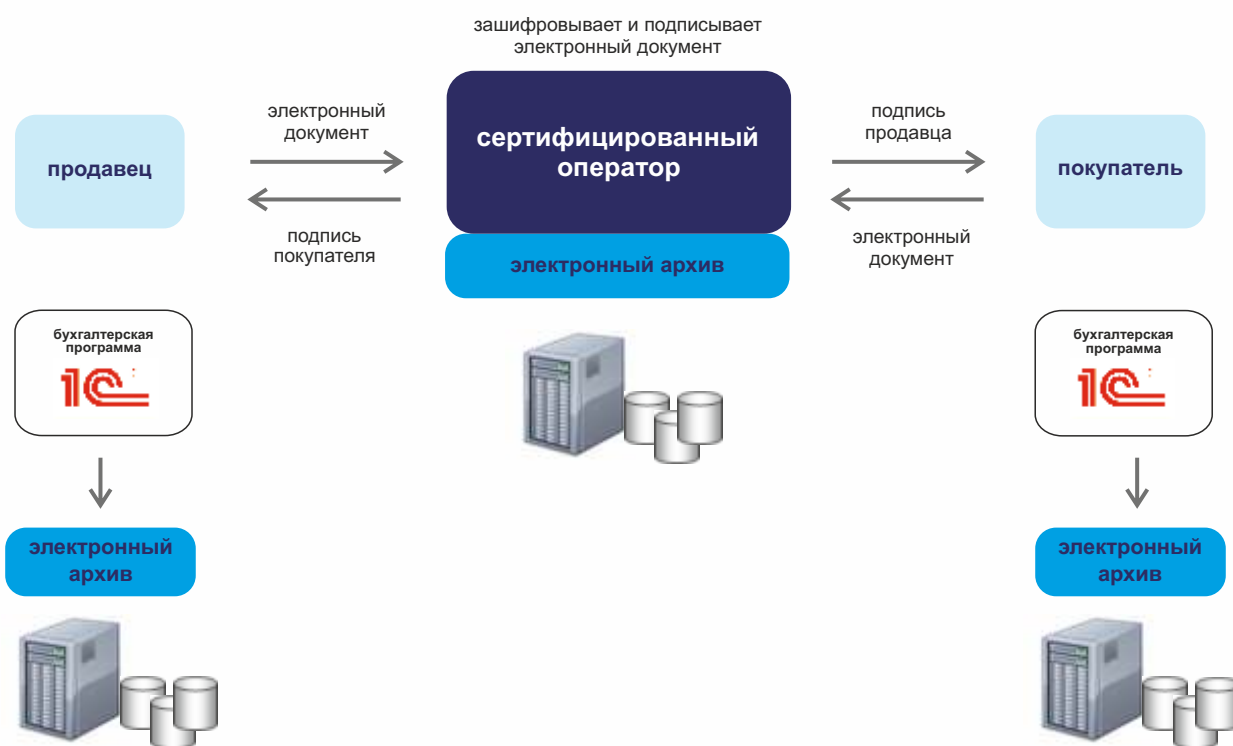 зашифровывает и подписывает
электронный документ
продавец
электронный
документ
подпись
покупателя
сертифицированный
оператор
электронный архив
подпись
продавца
электронный
документ
покупатель
бухгалтерская
программа
1С
электронный
архив
бухгалтерская
программа
1С
электронный
архив